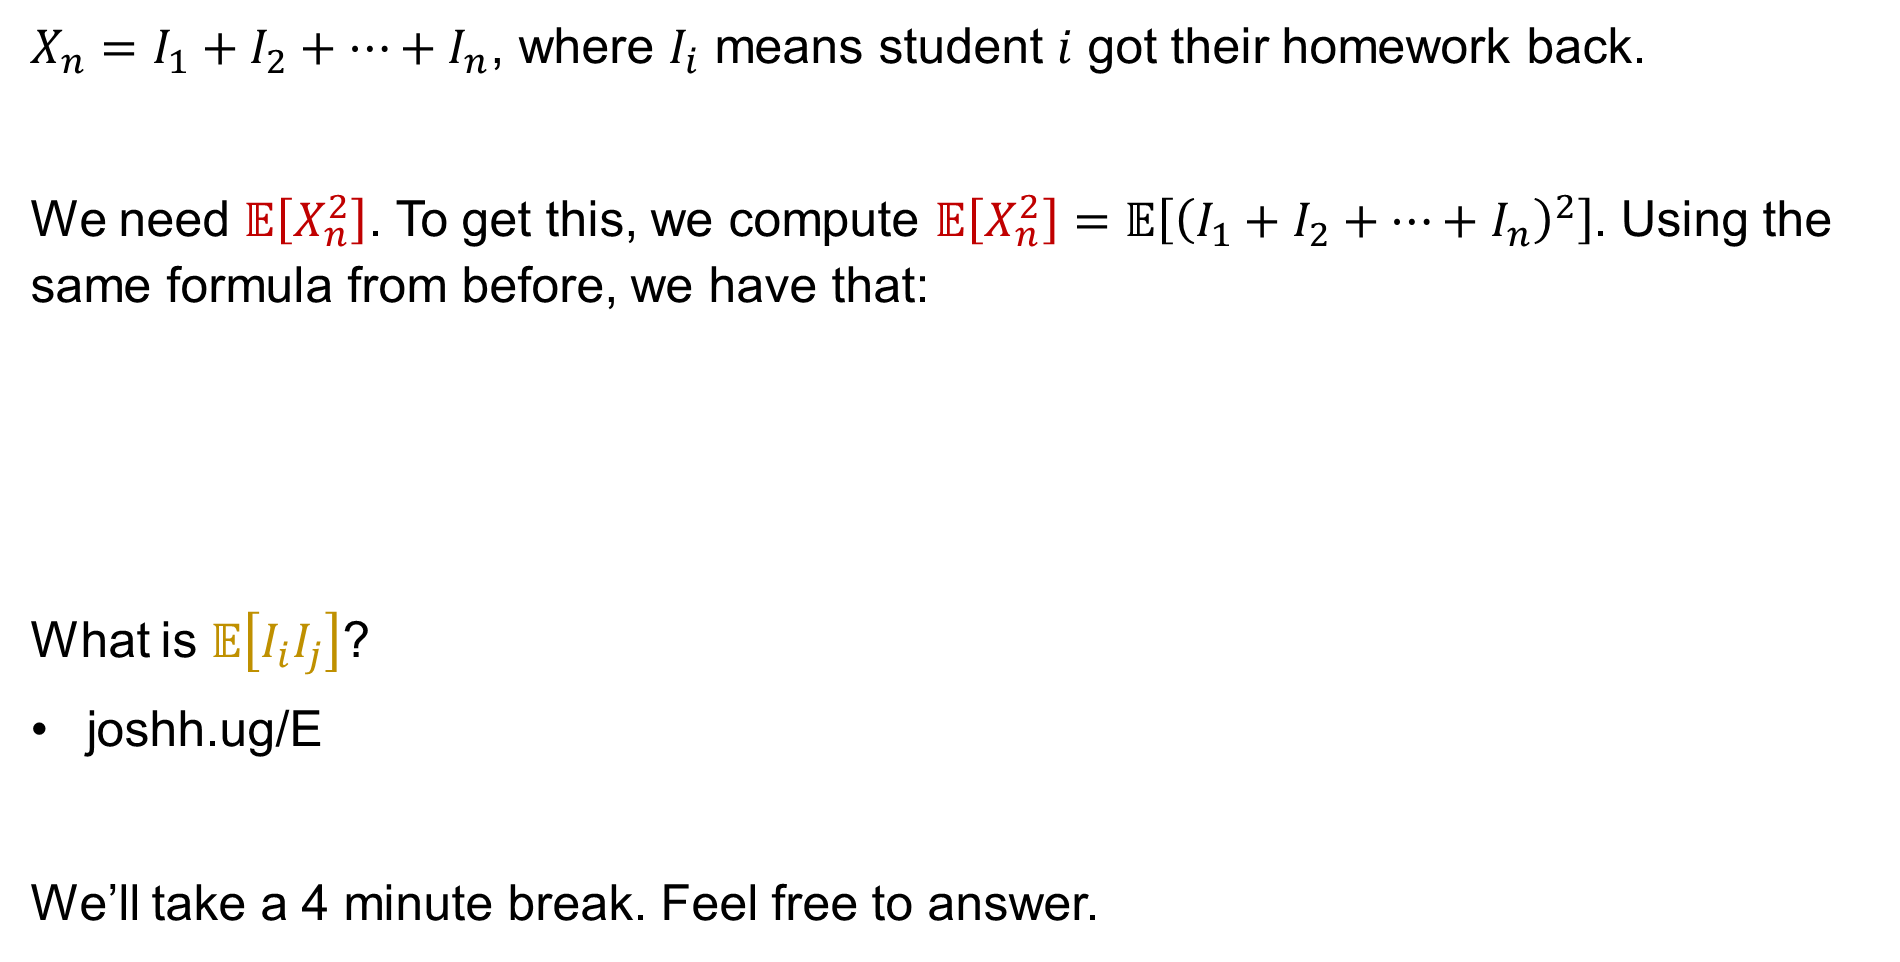 𝑋ₙ = 𝐼₁ + 𝐼₂ + ⋯ + 𝐼ₙ, where 𝐼ᵢ means student 𝑖 got their homework back.
We need 𝔼[𝑋ₙ²]. To get this, we compute 𝔼[𝑋ₙ²] = 𝔼[(𝐼₁ + 𝐼₂ + ⋯ + 𝐼ₙ)²]. Using the
same formula from before, we have that:
What is 𝔼[𝐼ᵢ𝐼ⱼ]?
• joshh.ug/E
We’ll take a 4 minute break. Feel free to answer.